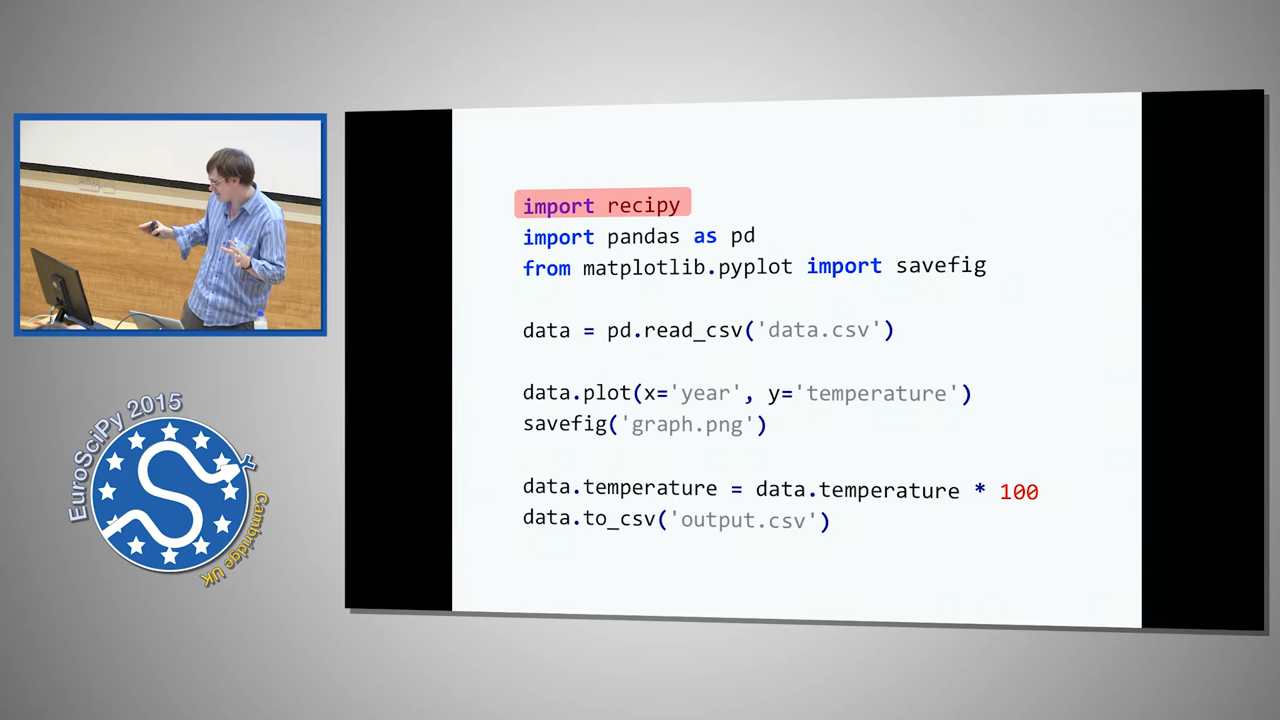 import recipy
import pandas as pd
from matplotlib.pyplot import savefig
data = pd.read_csv('data.csv')
data.plot(x='year', y='temperature')
savefig('graph.png')
data.temperature = data.temperature * 100
data.to_csv('output.csv')
EuroSciPy 2015
Cambridge UK